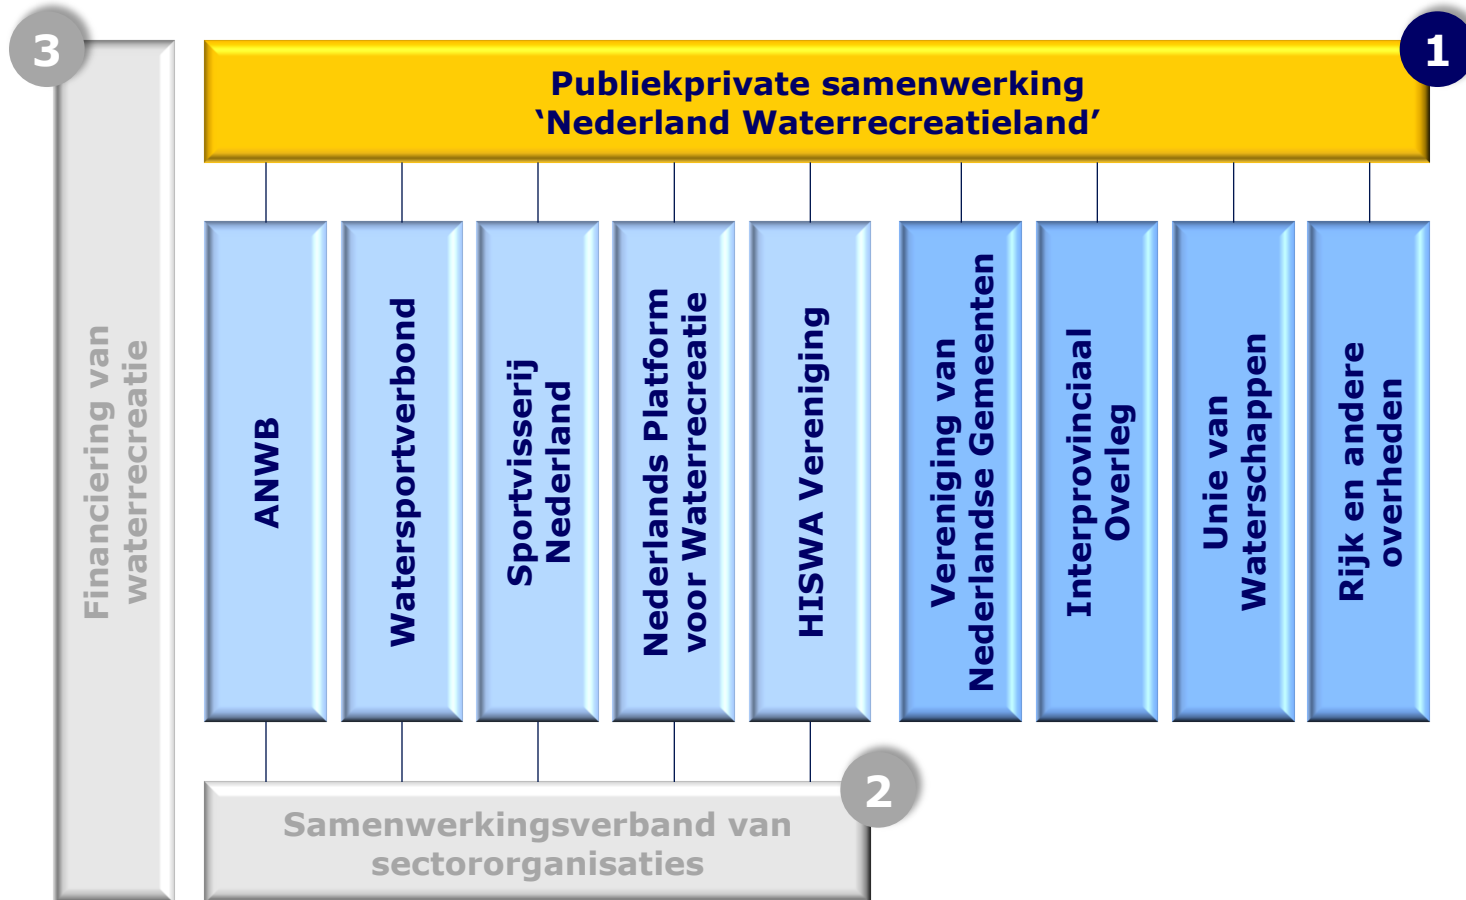 3
1
Publiekprivate samenwerking
‘Nederland Waterrecreatieland’
Financiering van
waterrecreatie
ANWB
Watersportverbond
Sportvisserij
Nederland
Nederlands Platform
voor Waterrecreatie
HISWA Vereniging
Vereniging van
Nederlandse Gemeenten
Interprovinciaal
Overleg
Unie van
Waterschappen
Rijk en andere
overheden
2
Samenwerkingsverband van
sectororganisaties